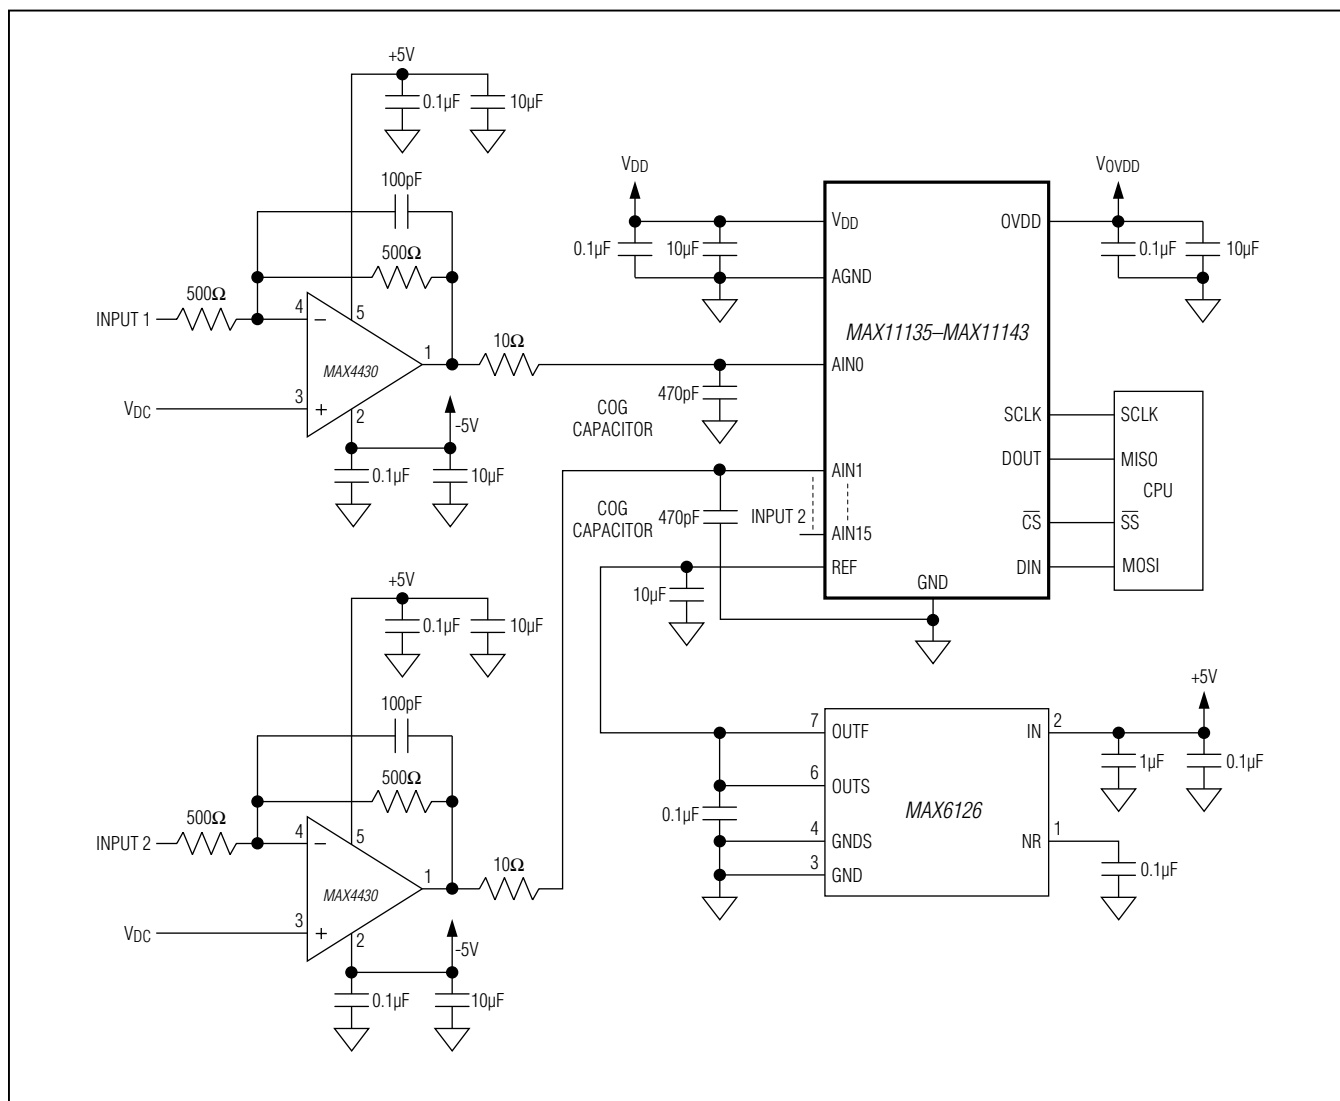 +5V
0.1µF
10µF
100pF
500Ω
500Ω
INPUT 1
4
−
5
MAX4430
1
10Ω
VDC
3
+
2
-5V
0.1µF
10µF
VDD
0.1µF
10µF
VOVDD
0.1µF
10µF
VDD
OVDD
AGND
MAX11135–MAX11143
AIN0
470pF
COG
CAPACITOR
SCLK
SCLK
DOUT
MISO
CPU
CS
SS
DIN
MOSI
AIN1
COG
CAPACITOR
470pF
INPUT 2
AIN15
REF
GND
10µF
+5V
0.1µF
10µF
100pF
500Ω
500Ω
INPUT 2
4
−
5
MAX4430
1
10Ω
VDC
3
+
2
-5V
0.1µF
10µF
+5V
7
OUTF
IN
2
1µF
0.1µF
6
OUTS
MAX6126
0.1µF
4
GNDS
NR
1
3
GND
0.1µF